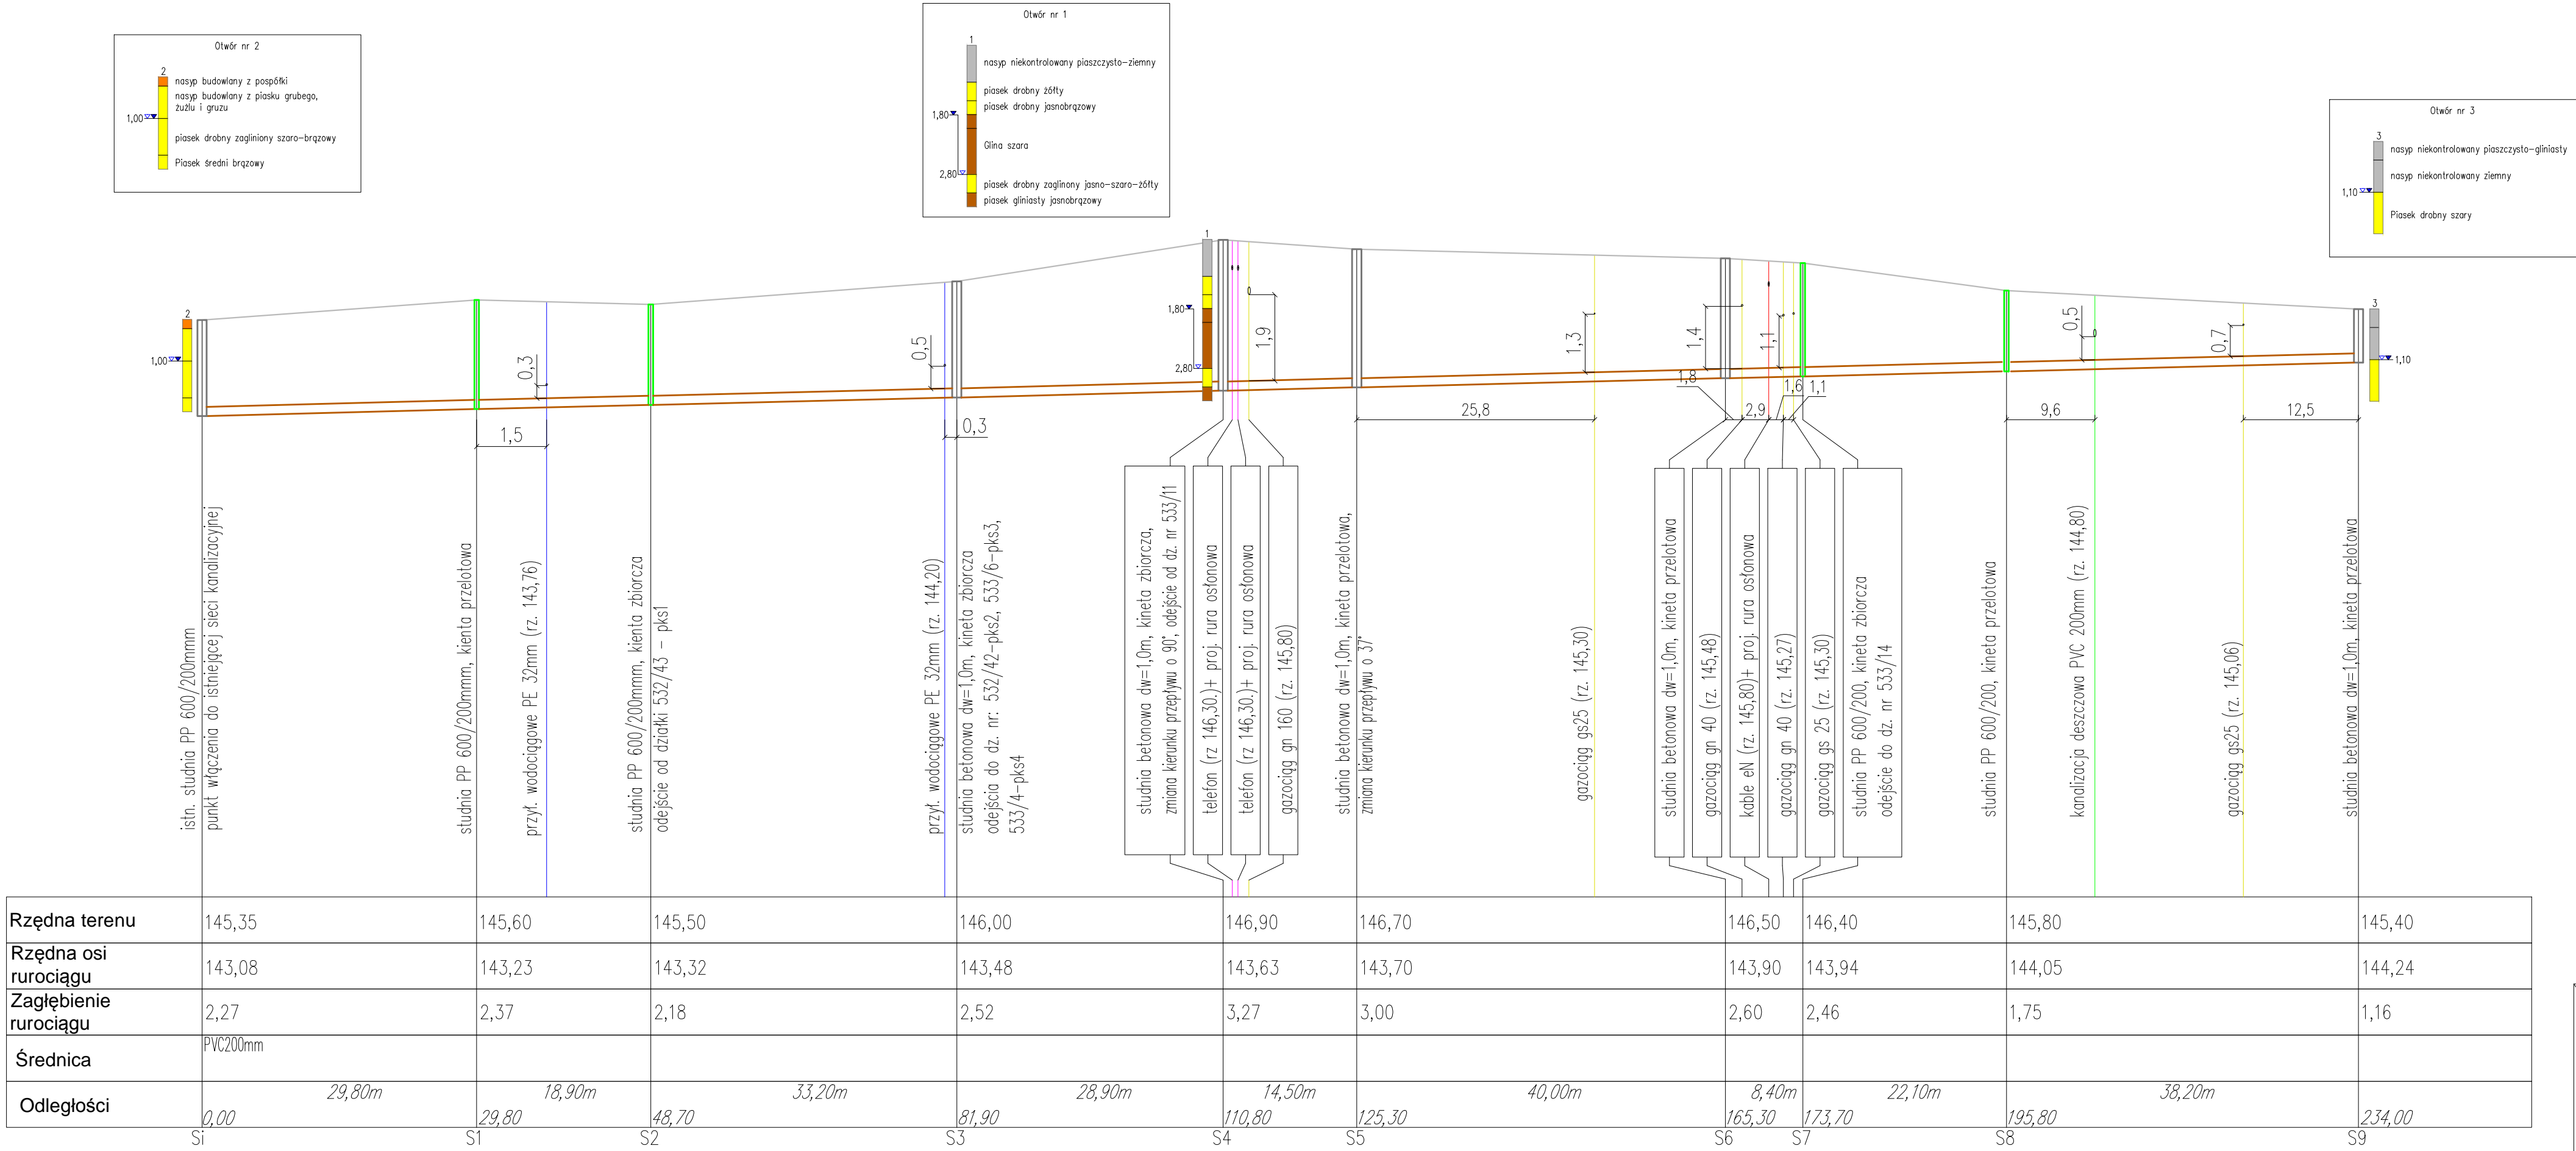 Otwór nr 2
2
nasyp budowlany z pospółki
nasyp budowlany z piasku grubego,
żużlu i gruzu
1,00
piasek drobny zagliniony szaro-brązowy
Piasek średni brązowy
Otwór nr 1
1
nasyp niekontrolowany piaszczysto-ziemny
piasek drobny żółty
piasek drobny jasnobrązowy
1,80
Glina szara
2,80
piasek drobny zaglinony jasno-szaro-żółty
piasek gliniasty jasnobrązowy
Otwór nr 3
3
nasyp niekontrolowany piaszczysto-gliniasty
nasyp niekontrolowany ziemny
1,10
Piasek drobny szary
2
1,00
0,3
1,5
0,5
0,3
1
1,80
2,80
1,9
1,3
25,8
1,4
1,8
2,9
1,1
1,6
1,1
0,5
9,6
0,7
12,5
3
1,10
istn. studnia PP 600/200mmm
punkt włączenia do istniejącej sieci kanalizacyjnej
studnia PP 600/200mmm, kienta przelotowa
przył. wodociągowe PE 32mm (rz. 143,76)
studnia PP 600/200mmm, kienta zbiorcza
odejście od działki 532/43 - pks1
przył. wodociągowe PE 32mm (rz. 144,20)
studnia betonowa dw=1,0m, kineta zbiorcza
odejścia do dz. nr: 532/42-pks2, 533/6-pks3,
533/4-pks4
studnia betonowa dw=1,0m, kineta zbiorcza,
zmiana kierunku przepływu o 90°, odejście od dz. nr 533/11
telefon (rz 146,30.)+ proj. rura osłonowa
telefon (rz 146,30.)+ proj. rura osłonowa
gazociąg gn 160 (rz. 145,80)
studnia betonowa dw=1,0m, kineta przelotowa,
zmiana kierunku przepływu o 37°
gazociąg gs25 (rz. 145,30)
studnia betonowa dw=1,0m, kineta przelotowa
gazociąg gn 40 (rz. 145,48)
kable eN (rz. 145,80)+ proj. rura osłonowa
gazociąg gn 40 (rz. 145,27)
gazociąg gs 25 (rz. 145,30)
studnia PP 600/200, kineta zbiorcza
odejście do dz. nr 533/14
studnia PP 600/200, kineta przelotowa
kanalizacja deszczowa PVC 200mm (rz. 144,80)
gazociąg gs25 (rz. 145,06)
studnia betonowa dw=1,0m, kineta przelotowa
Rzędna terenu 145,35 145,60 145,50 146,00 146,90 146,70 146,50 146,40 145,80 145,40
Rzędna osi
rurociągu 143,08 143,23 143,32 143,48 143,63 143,70 143,90 143,94 144,05 144,24
Zagłębienie
rurociągu 2,27 2,37 2,18 2,52 3,27 3,00 2,60 2,46 1,75 1,16
Średnica PVC200mm
Odległości
29,80m 18,90m 33,20m 28,90m 14,50m 40,00m 8,40m 22,10m 38,20m
0,00 29,80 48,70 81,90 110,80 125,30 165,30 173,70 195,80 234,00
Si S1 S2 S3 S4 S5 S6 S7 S8 S9